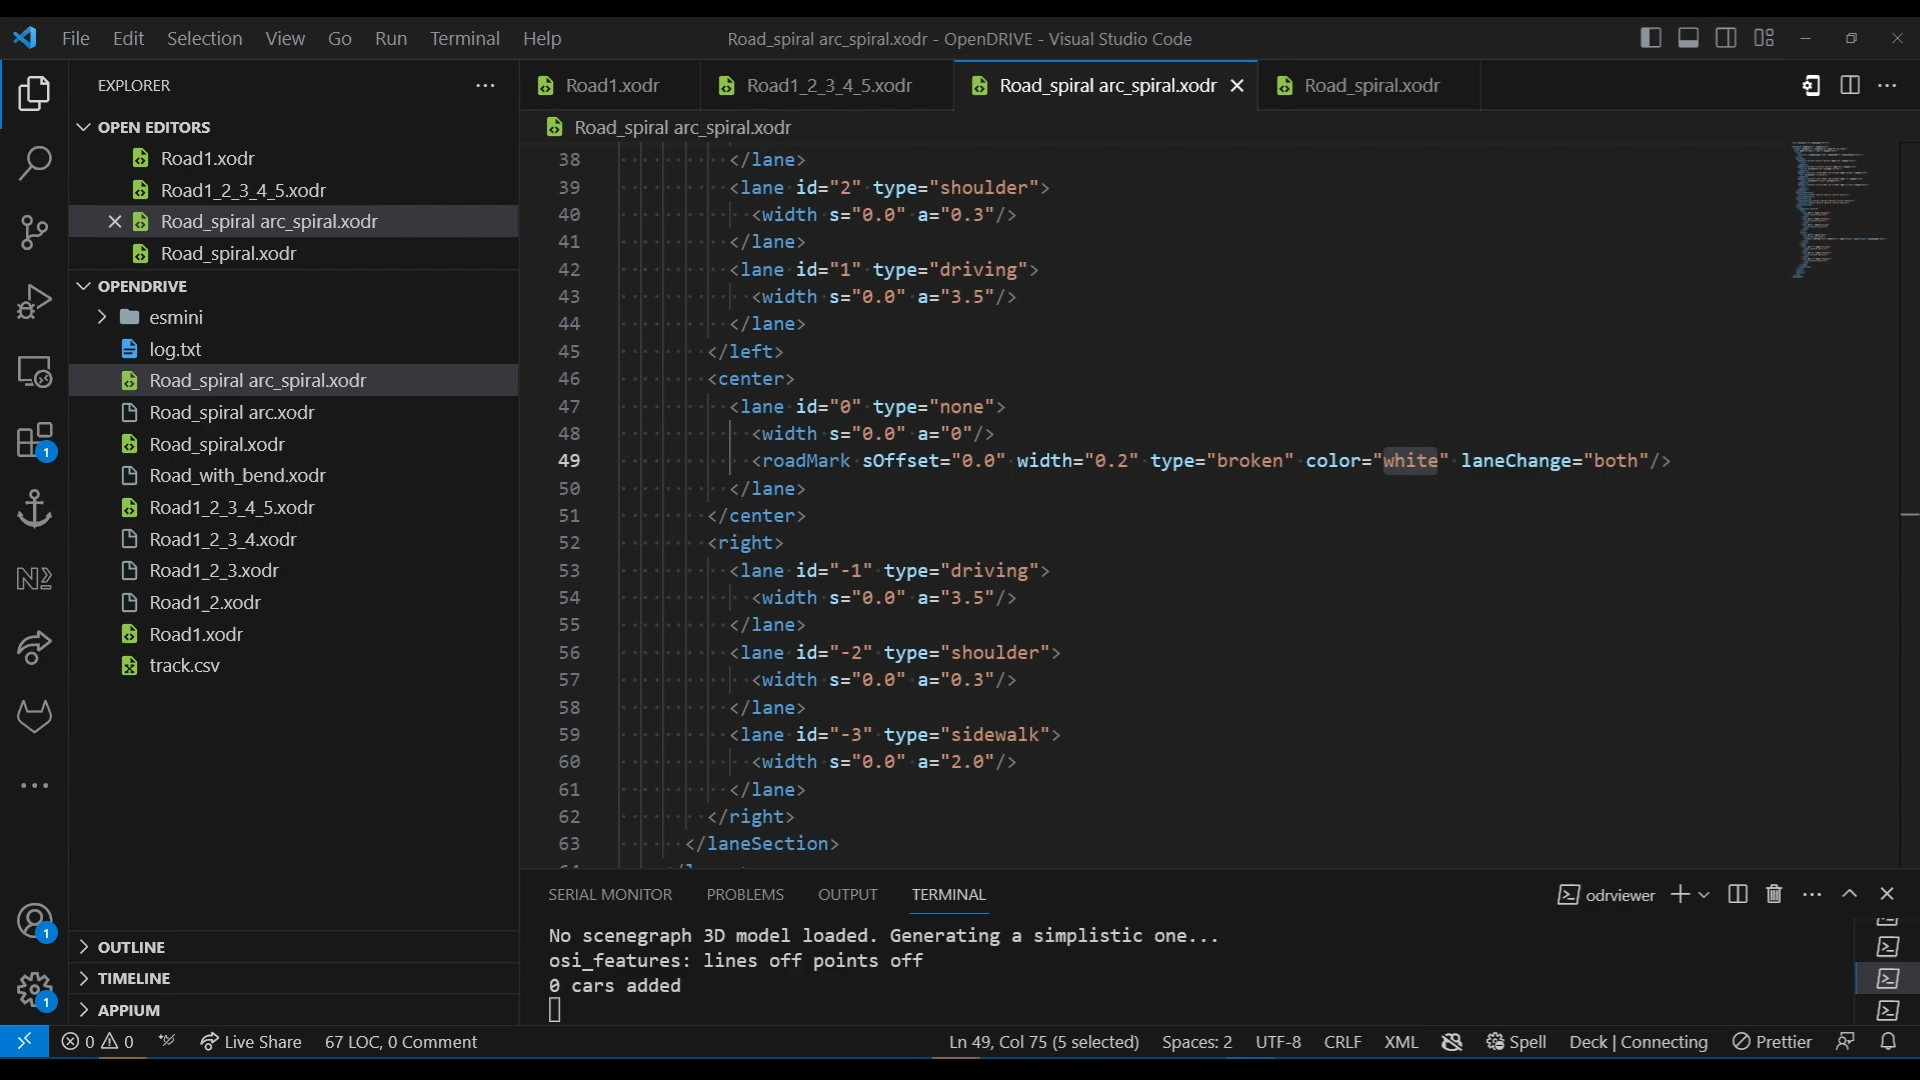 File Edit Selection View Go Run Terminal Help
Road_spiral arc_spiral.xodr - OpenDRIVE - Visual Studio Code
EXPLORER
OPEN EDITORS
Road1.xodr
Road1_2_3_4_5.xodr
Road_spiral arc_spiral.xodr
Road_spiral.xodr
OPENDRIVE
esmini
log.txt
Road_spiral arc_spiral.xodr
Road_spiral arc.xodr
Road_spiral.xodr
Road_with_bend.xodr
Road1_2_3_4_5.xodr
Road1_2_3_4.xodr
Road1_2_3.xodr
Road1_2.xodr
Road1.xodr
track.csv
OUTLINE
TIMELINE
APPIUM
1
1
1
Road1.xodr Road1_2_3_4_5.xodr Road_spiral arc_spiral.xodr Road_spiral.xodr
Road_spiral arc_spiral.xodr
38 </lane>
39 <lane id="2" type="shoulder">
40 <width s="0.0" a="0.3"/>
41 </lane>
42 <lane id="1" type="driving">
43 <width s="0.0" a="3.5"/>
44 </lane>
45 </left>
46 <center>
47 <lane id="0" type="none">
48 <width s="0.0" a="0"/>
49 <roadMark sOffset="0.0" width="0.2" type="broken" color="white" laneChange="both"/>
50 </lane>
51 </center>
52 <right>
53 <lane id="-1" type="driving">
54 <width s="0.0" a="3.5"/>
55 </lane>
56 <lane id="-2" type="shoulder">
57 <width s="0.0" a="0.3"/>
58 </lane>
59 <lane id="-3" type="sidewalk">
60 <width s="0.0" a="2.0"/>
61 </lane>
62 </right>
63 </laneSection>
SERIAL MONITOR PROBLEMS OUTPUT TERMINAL
odrviewer
No scenegraph 3D model loaded. Generating a simplistic one...
osi_features: lines off points off
0 cars added
0 0 Live Share 67 LOC, 0 Comment Ln 49, Col 75 (5 selected) Spaces: 2 UTF-8 CRLF XML Spell Deck | Connecting Prettier